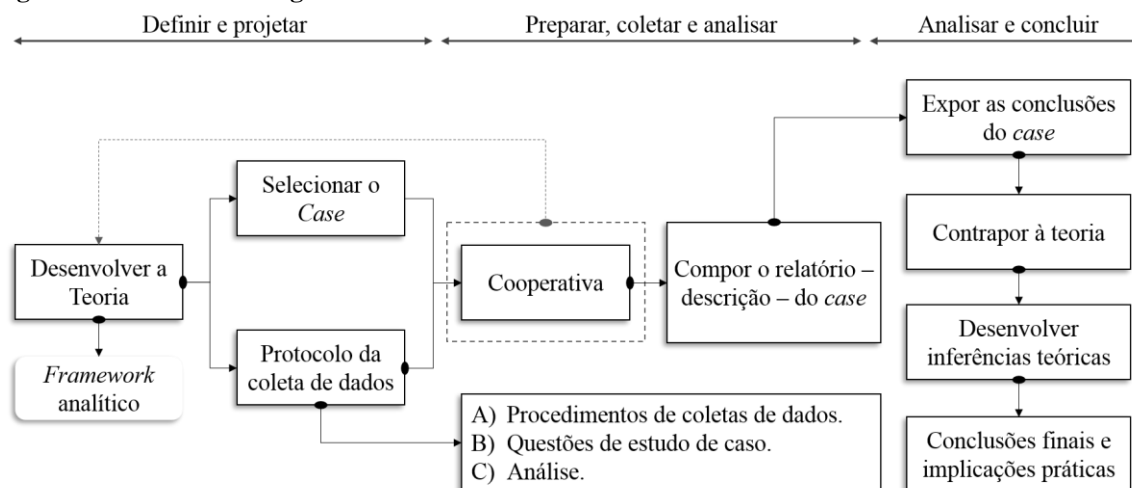 Definir e projetar
Preparar, coletar e analisar
Analisar e concluir
Desenvolver a
Teoria
Framework
analítico
Selecionar o
Case
Protocolo da
coleta de dados
Cooperativa
A) Procedimentos de coletas de dados.
B) Questões de estudo de caso.
C) Análise.
Compor o relatório –
descrição – do case
Expor as conclusões
do case
Contrapor à teoria
Desenvolver
inferências teóricas
Conclusões finais e
implicações práticas